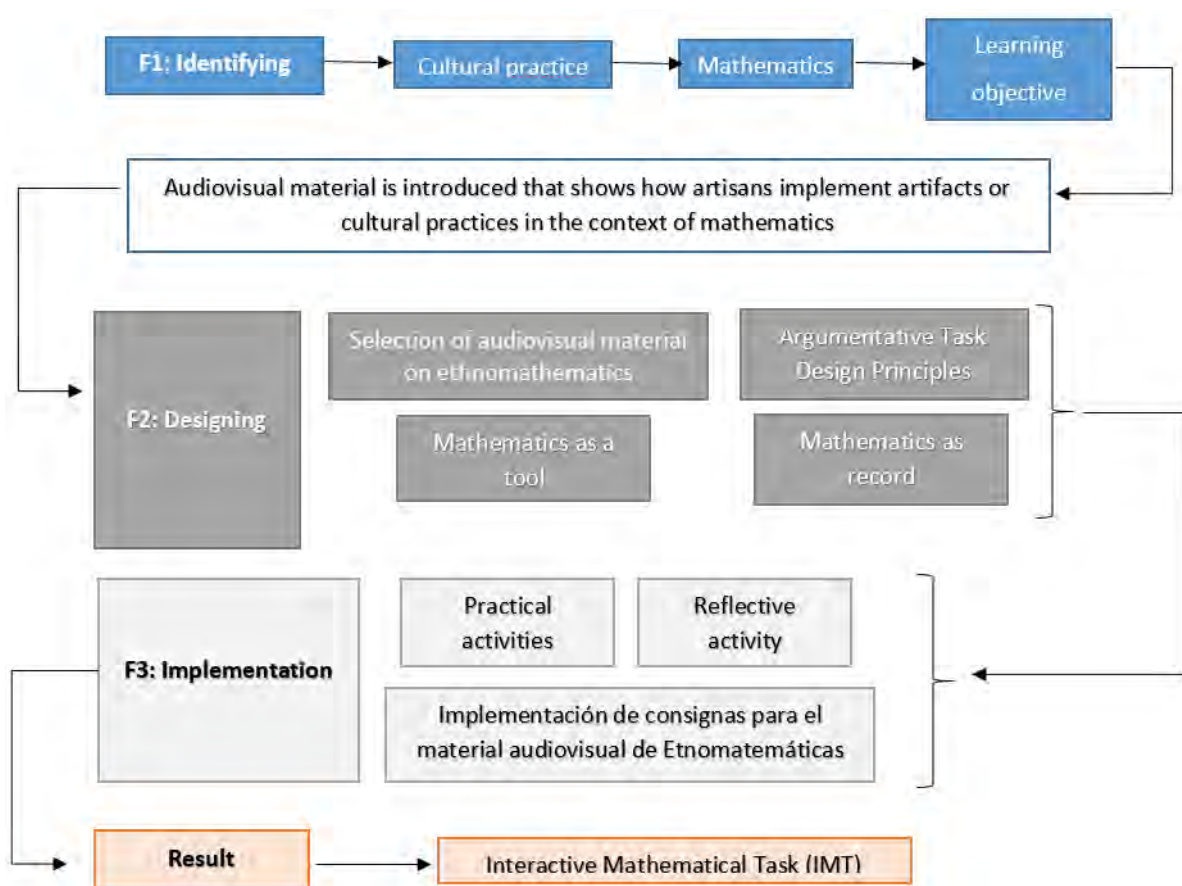 F1: Identifying
Cultural practice
Mathematics
Learning
objective
Audiovisual material is introduced that shows how artisans implement artifacts or
cultural practices in the context of mathematics
F2: Designing
Selection of audiovisual material
on ethnomathematics
Argumentative Task
Design Principles
Mathematics as a
tool
Mathematics as
record
F3: Implementation
Practical
activities
Reflective
activity
Implementación de consignas para el
material audiovisual de Etnomatemáticas
Result
Interactive Mathematical Task (IMT)